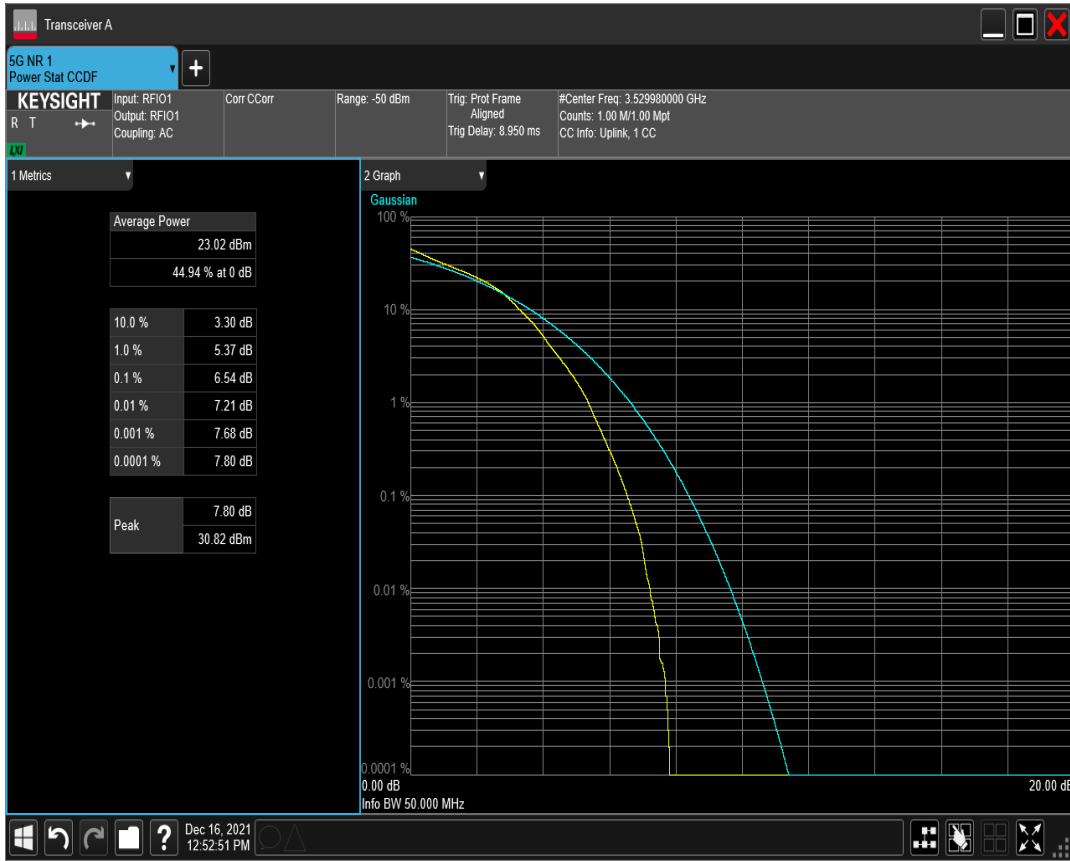 Transceiver A
5G NR 1
Power Stat CCDF
+
KEYSIGHT
R T
LXI
Input: RFIO1
Output: RFIO1
Coupling: AC
Corr CCorr
Range: -50 dBm
Trig: Prot Frame
Aligned
Trig Delay: 8.950 ms
#Center Freq: 3.529980000 GHz
Counts: 1.00 M/1.00 Mpt
CC Info: Uplink, 1 CC
1 Metrics
Average Power
23.02 dBm
44.94 % at 0 dB
10.0 % 3.30 dB
1.0 % 5.37 dB
0.1 % 6.54 dB
0.01 % 7.21 dB
0.001 % 7.68 dB
0.0001 % 7.80 dB
Peak 7.80 dB
30.82 dBm
2 Graph
Gaussian
100 %
10 %
1 %
0.1 %
0.01 %
0.001 %
0.0001 %
0.00 dB 20.00 dB
Info BW 50.000 MHz
?
Dec 16, 2021
12:52:51 PM